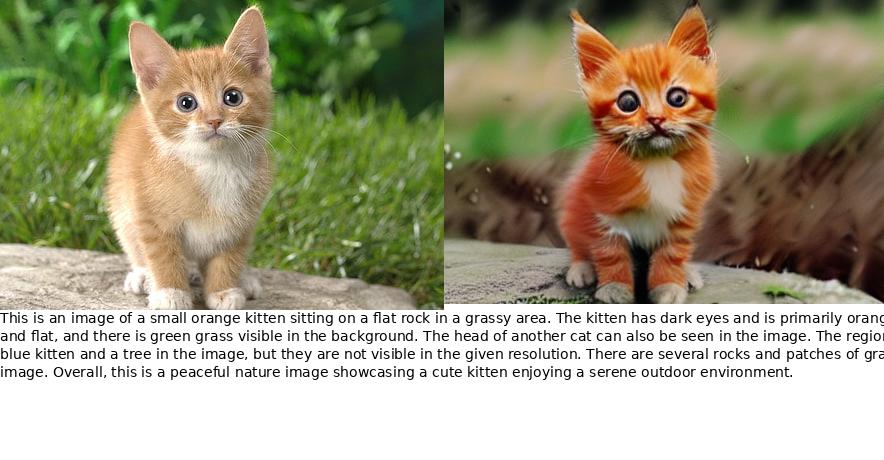 This is an image of a small orange kitten sitting on a flat rock in a grassy area. The kitten has dark eyes and is primarily
and flat, and there is green grass visible in the background. The head of another cat can also be seen in the image. The
blue kitten and a tree in the image, but they are not visible in the given resolution. There are several rocks and patches of
image. Overall, this is a peaceful nature image showcasing a cute kitten enjoying a serene outdoor environment.